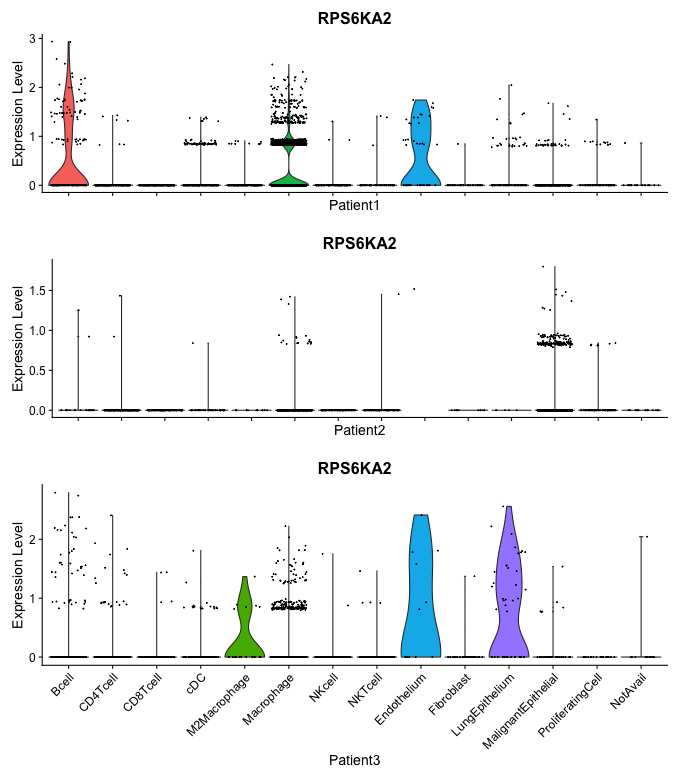 RPS6KA2
3
2
1
0
Expression Level
Patient1
RPS6KA2
1.5
1.0
0.5
0.0
Expression Level
Patient2
RPS6KA2
2
1
0
Expression Level
Bcell
CD4Tcell
CD8Tcell
cDC
M2Macrophage
Macrophage
NKcell
NKTcell
Endothelium
Fibroblast
LungEpithelium
MalignantEpithelial
ProliferatingCell
NotAvail
Patient3